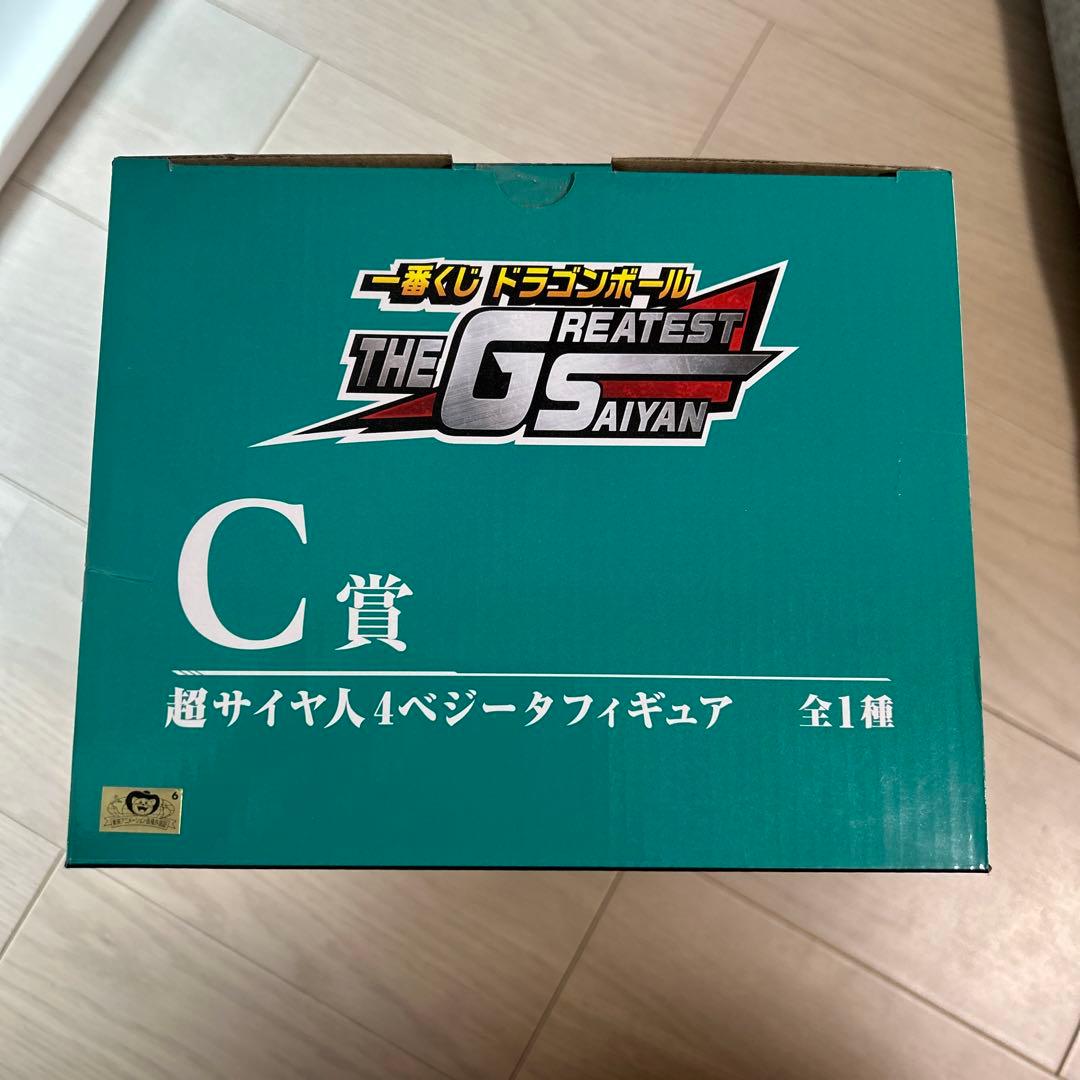 一番くじ ドラゴンボール
THE GREATEST
SAIYAN
C賞
超サイヤ人4ベジータフィギュア 全1種
6